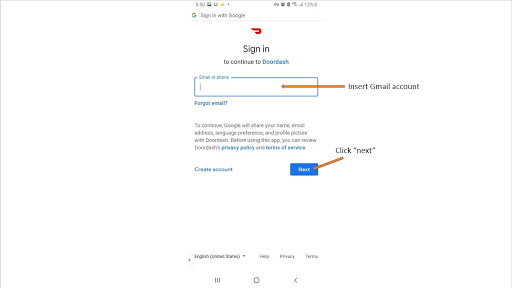 5:50
12%
Sign in with Google
Sign in
to continue to Doordash
Email or phone
Insert Gmail account
Forgot email?
To continue, Google will share your name, email
address, language preference, and profile picture
with Doordash. Before using this app, you can review
Doordash's privacy policy and terms of service.
Click “next”
Create account
Next
English (United States)
Help
Privacy
Terms